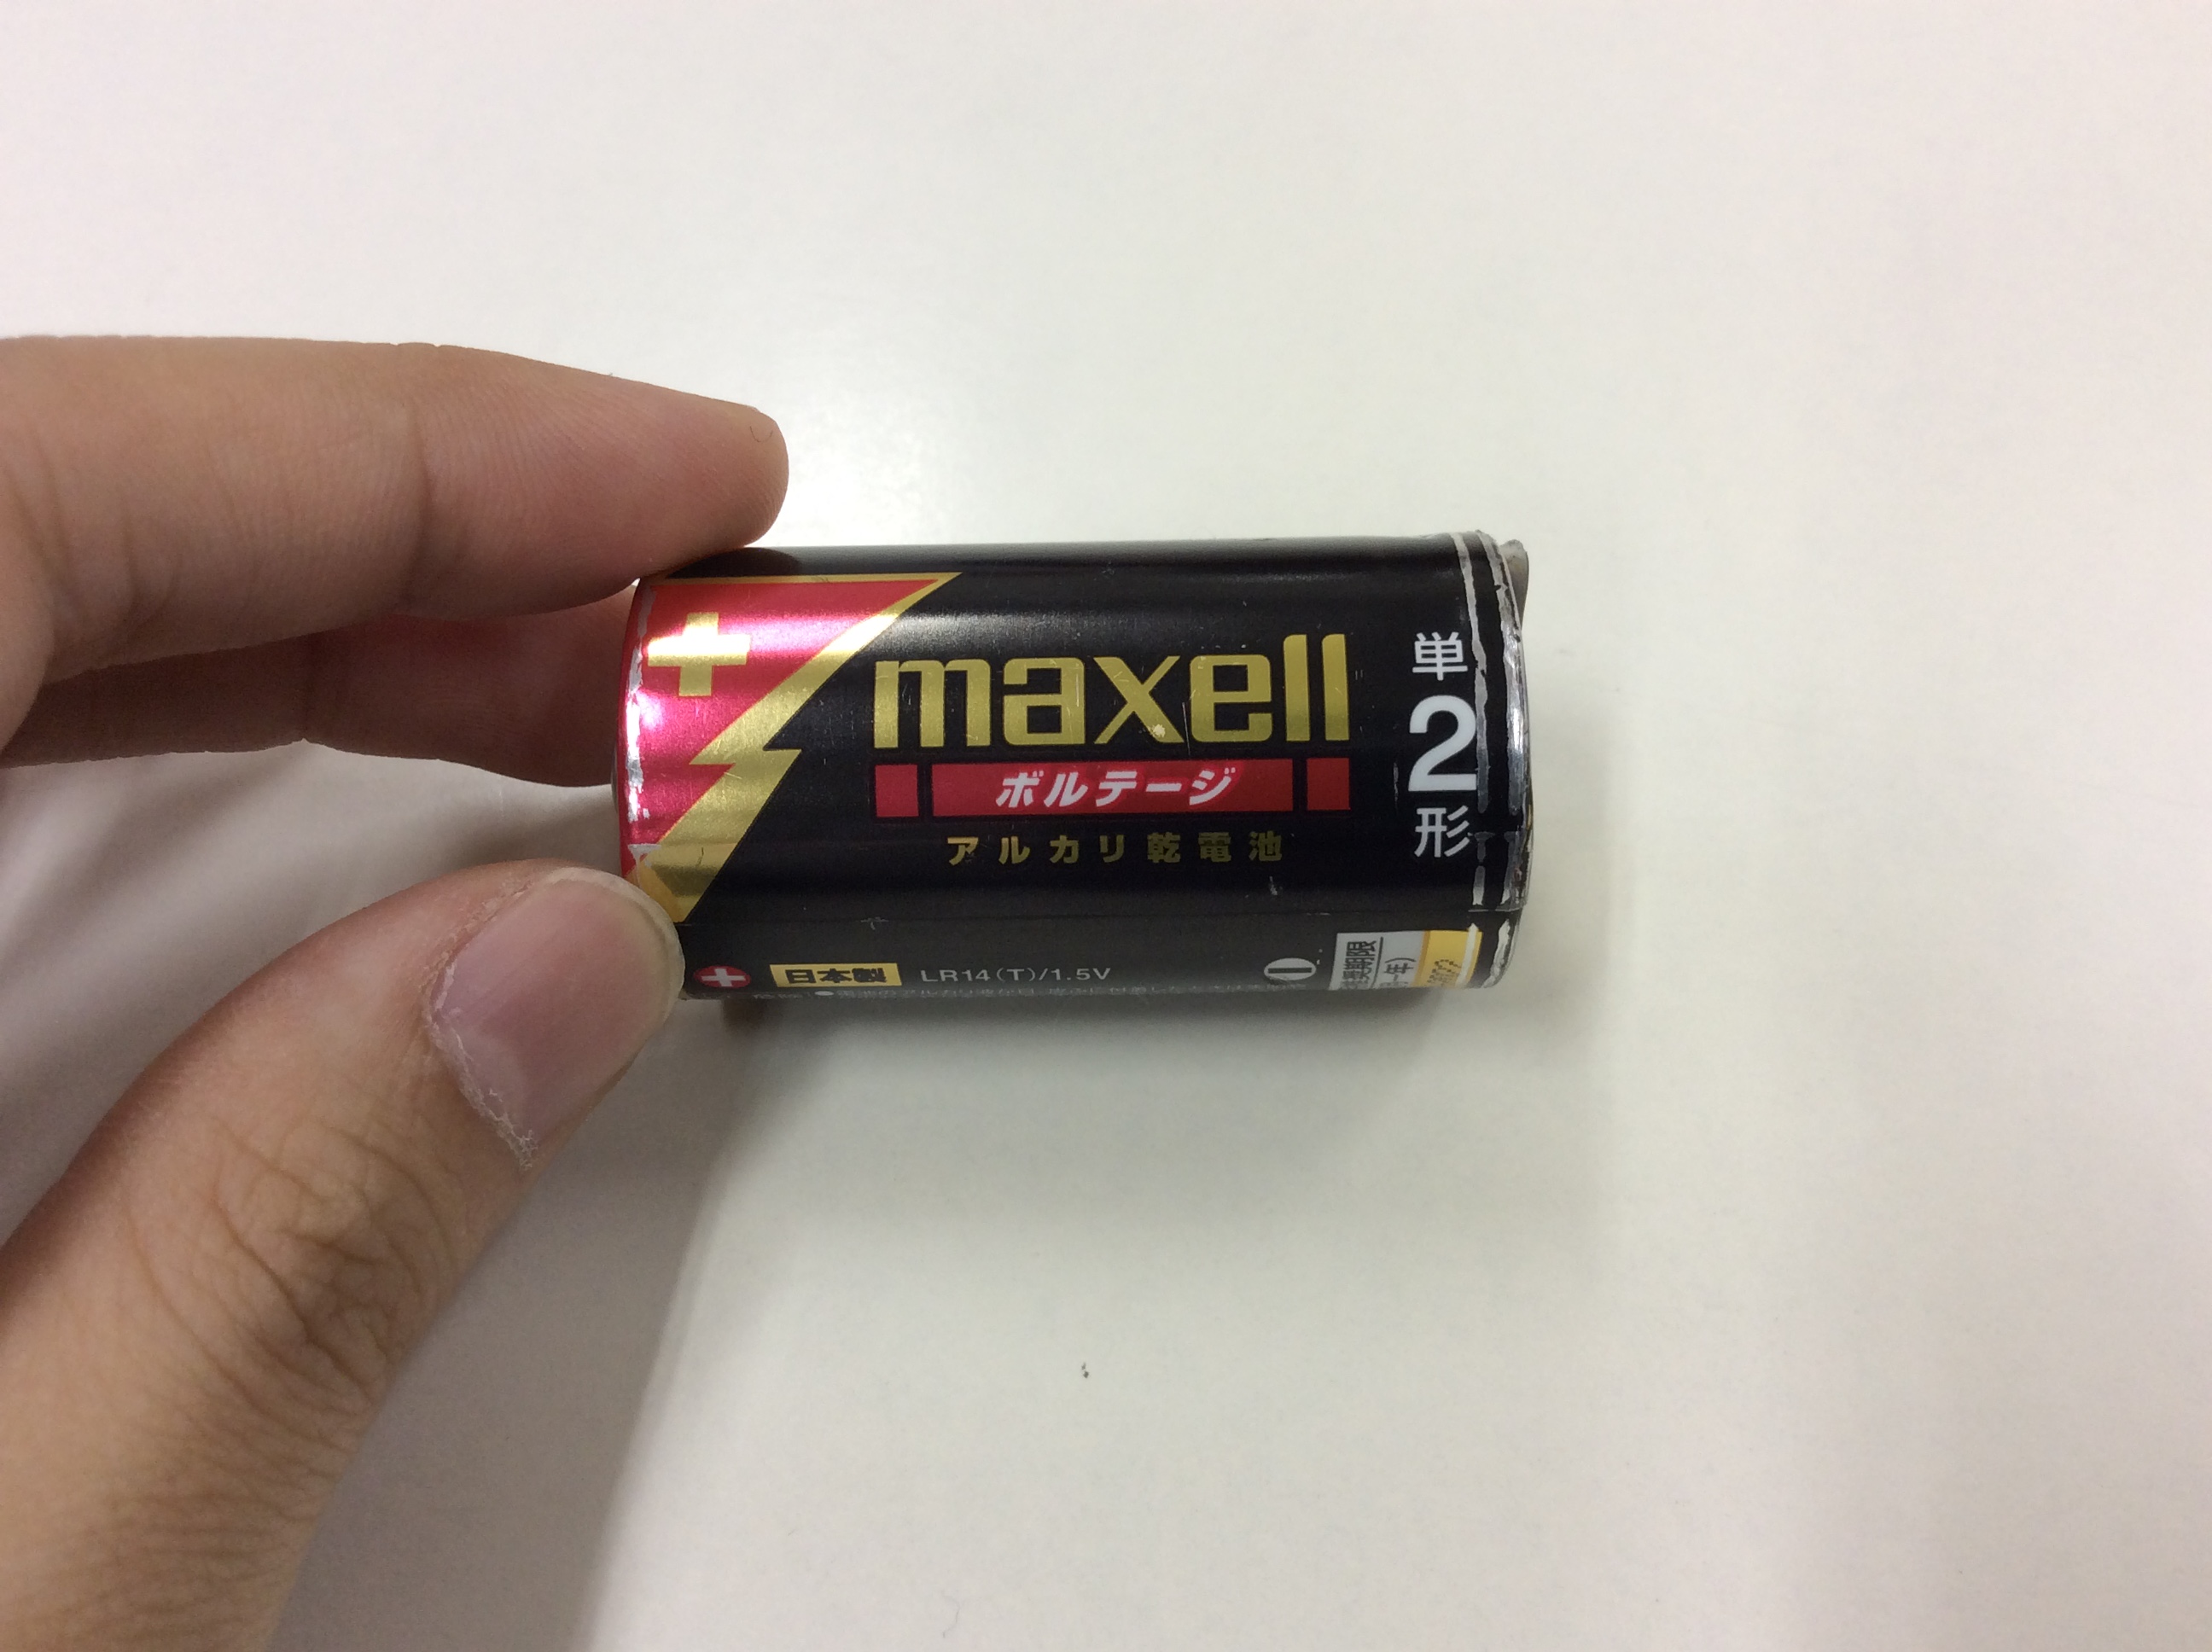 +
maxell
ボルテージ
アルカリ乾電池
単
2
形
日本製 LR14(T)/1.5V